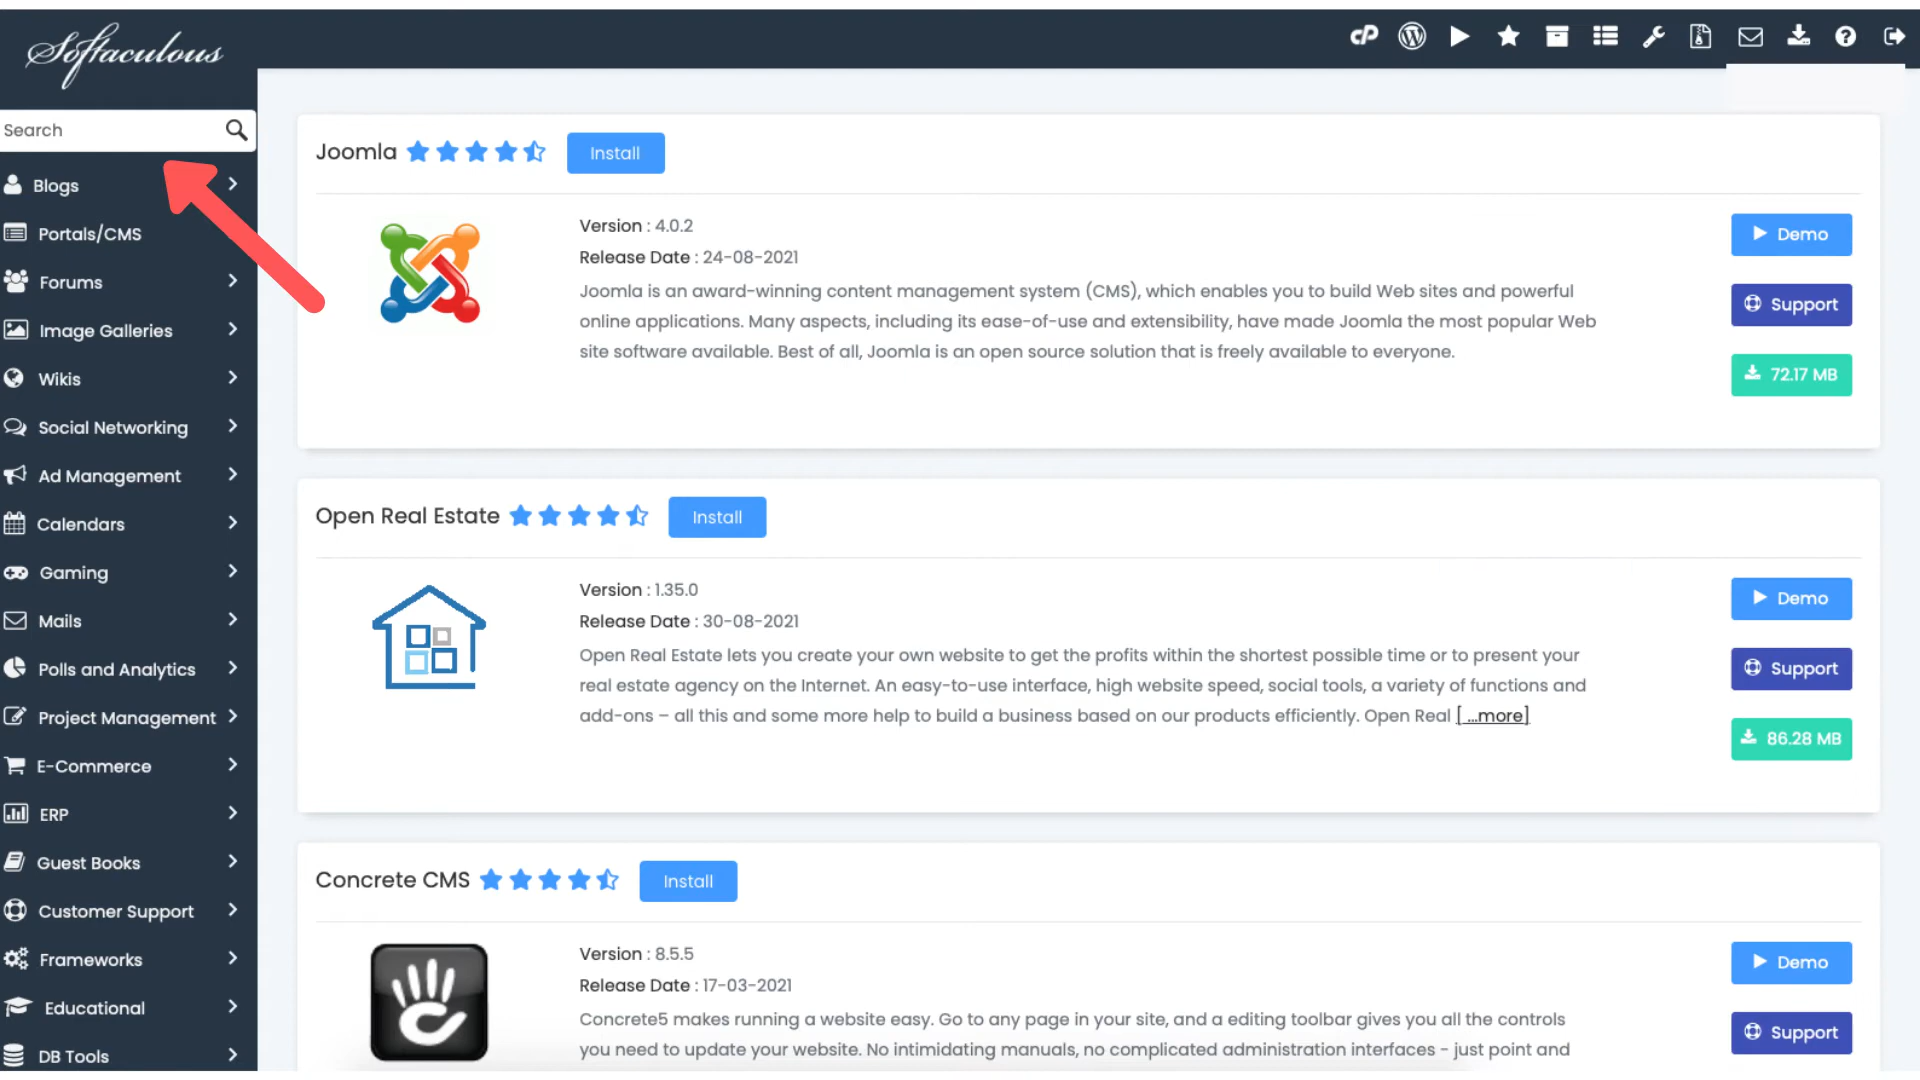 Softaculous
cP
Search
Blogs
Portals/CMS
Forums
Image Galleries
Wikis
Social Networking
Ad Management
Calendars
Gaming
Mails
Polls and Analytics
Project Management
E-Commerce
ERP
Guest Books
Customer Support
Frameworks
Educational
DB Tools
Joomla Install
Version : 4.0.2
Release Date : 24-08-2021
Joomla is an award-winning content management system (CMS), which enables you to build Web sites and powerful
online applications. Many aspects, including its ease-of-use and extensibility, have made Joomla the most popular Web
site software available. Best of all, Joomla is an open source solution that is freely available to everyone.
Demo
Support
72.17 MB
Open Real Estate Install
Version : 1.35.0
Release Date : 30-08-2021
Open Real Estate lets you create your own website to get the profits within the shortest possible time or to present your
real estate agency on the Internet. An easy-to-use interface, high website speed, social tools, a variety of functions and
add-ons – all this and some more help to build a business based on our products efficiently. Open Real [ ...more]
Demo
Support
86.28 MB
Concrete CMS Install
Version : 8.5.5
Release Date : 17-03-2021
Concrete5 makes running a website easy. Go to any page in your site, and a editing toolbar gives you all the controls
you need to update your website. No intimidating manuals, no complicated administration interfaces - just point and
Demo
Support